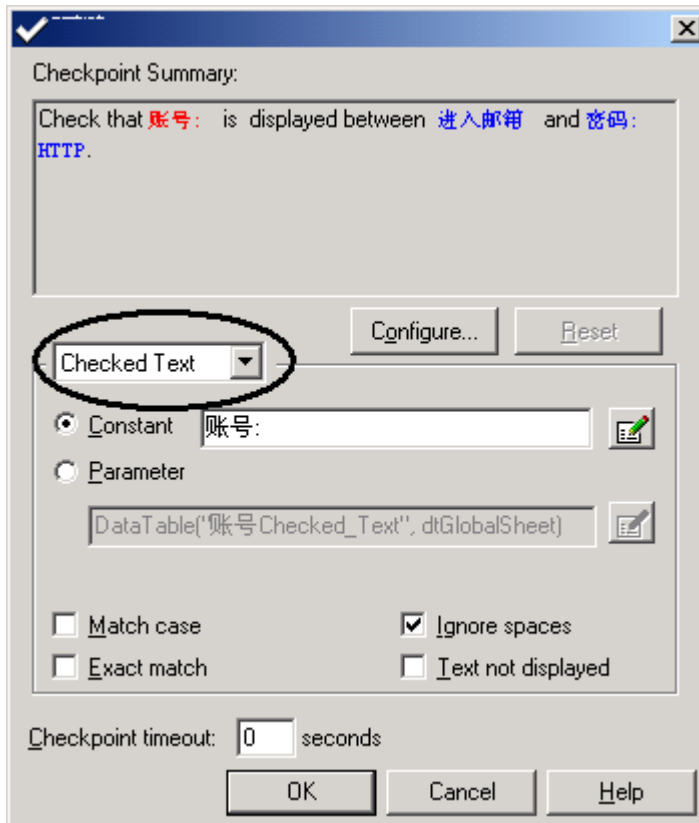 Checkpoint Summary:
Check that 账号: is displayed between 进入邮箱 and 密码:
HTTP.
Configure... Reset
Checked Text
Constant 账号:
Parameter
DataTable("账号Checked_Text", dtGlobalSheet)
Match case Ignore spaces
Exact match Text not displayed
Checkpoint timeout: 0 seconds
OK Cancel Help